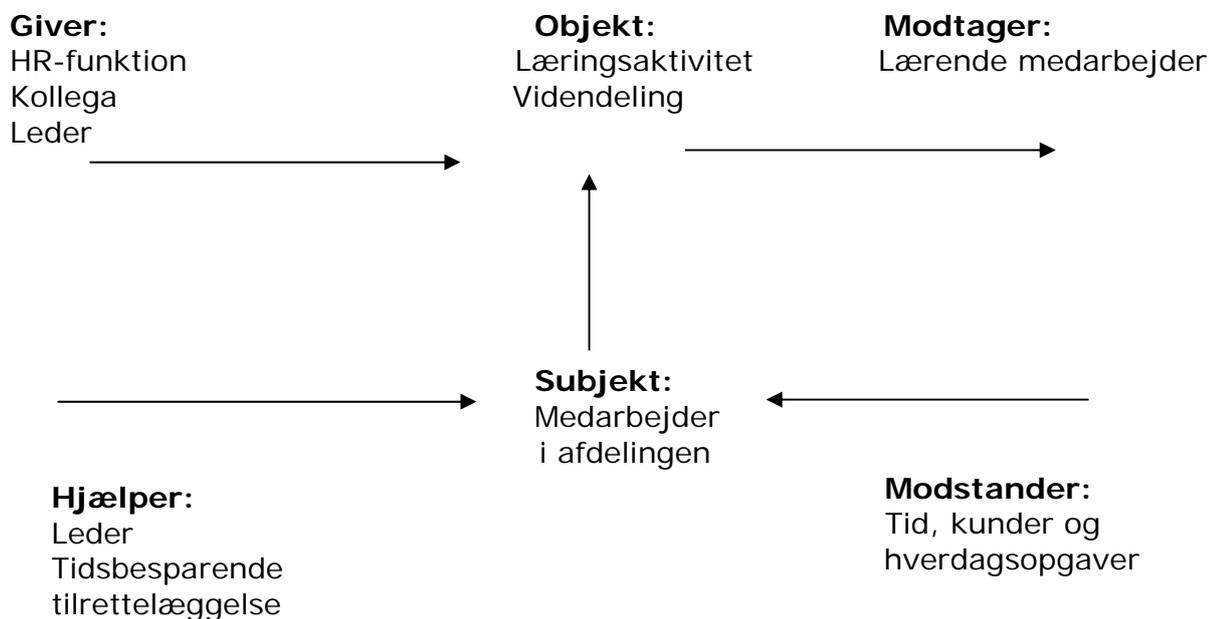 Giver:
HR-funktion
Kollega
Leder
Objekt:
Læringsaktivitet
Videndeling
Modtager:
Lærende medarbejder
Subjekt:
Medarbejder
i afdelingen
Hjælper:
Leder
Tidsbesparende
tilrettelæggelse
Modstander:
Tid, kunder og
hverdagsopgaver